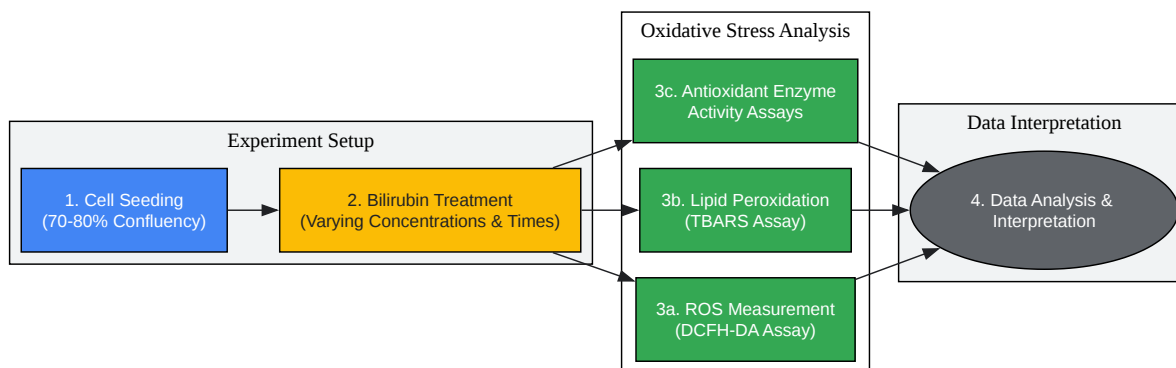 Experiment Setup
1. Cell Seeding
(70-80% Confluency)
2. Bilirubin Treatment
(Varying Concentrations & Times)
Oxidative Stress Analysis
3c. Antioxidant Enzyme
Activity Assays
3b. Lipid Peroxidation
(TBARS Assay)
3a. ROS Measurement
(DCFH-DA Assay)
Data Interpretation
4. Data Analysis &
Interpretation